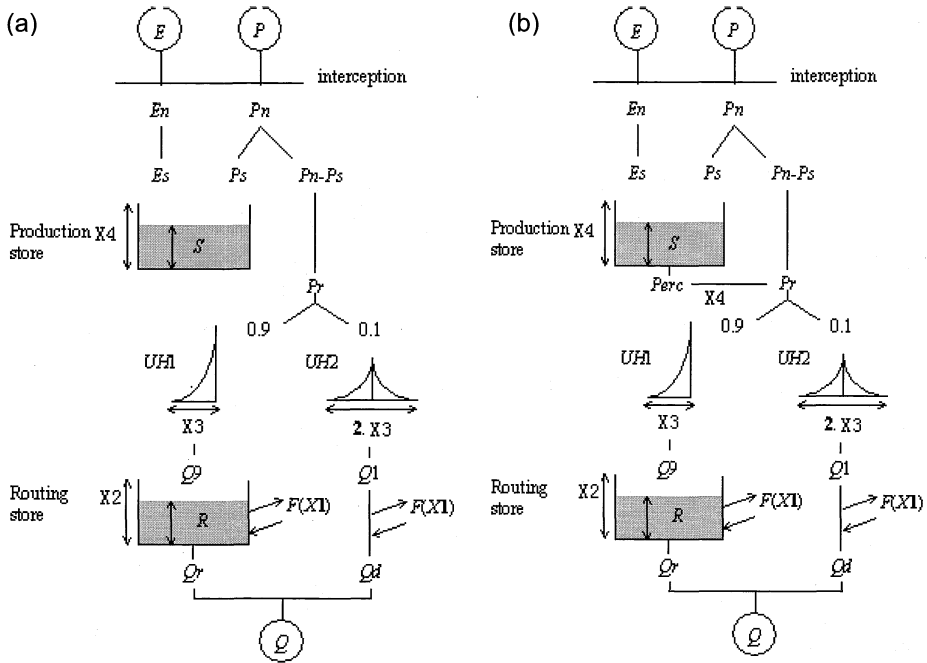 (a)
E P
interception
En Pn
Es Ps Pn-Ps
Production store
X4
S
Pr
0.9 0.1
UH1 UH2
X3 2. X3
Q9 Q1
Routing store
X2
R
F(X1) F(X1)
Qr Qd
Q
(b)
E P
interception
En Pn
Es Ps Pn-Ps
Production store
X4
S
Perc X4 Pr
0.9 0.1
UH1 UH2
X3 2. X3
Q9 Q1
Routing store
X2
R
F(X1) F(X1)
Qr Qd
Q